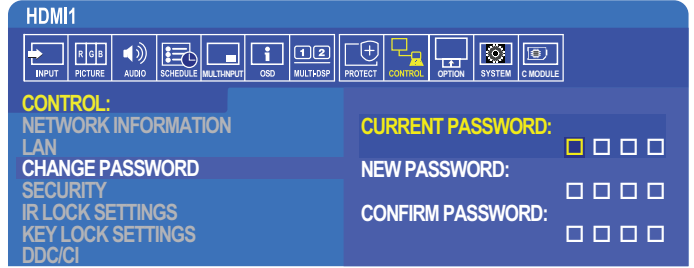 HDMI1
R G B
1 2
INPUT PICTURE AUDIO SCHEDULE MULTI-INPUT OSD MULTI-DSP PROTECT CONTROL OPTION SYSTEM C MODULE
CONTROL:
NETWORK INFORMATION
CURRENT PASSWORD:
LAN
CHANGE PASSWORD
NEW PASSWORD:
SECURITY
IR LOCK SETTINGS
CONFIRM PASSWORD:
KEY LOCK SETTINGS
DDC/CI